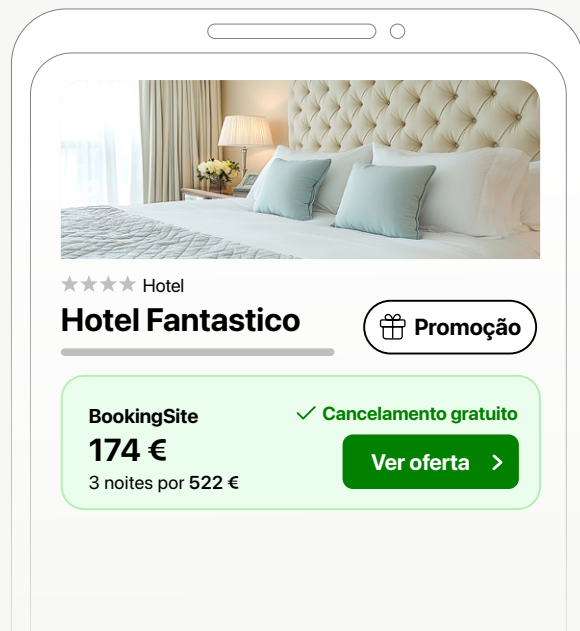 Hotel
Hotel Fantastico
Promoção
BookingSite
Cancelamento gratuito
174 €
Ver oferta
3 noites por 522 €